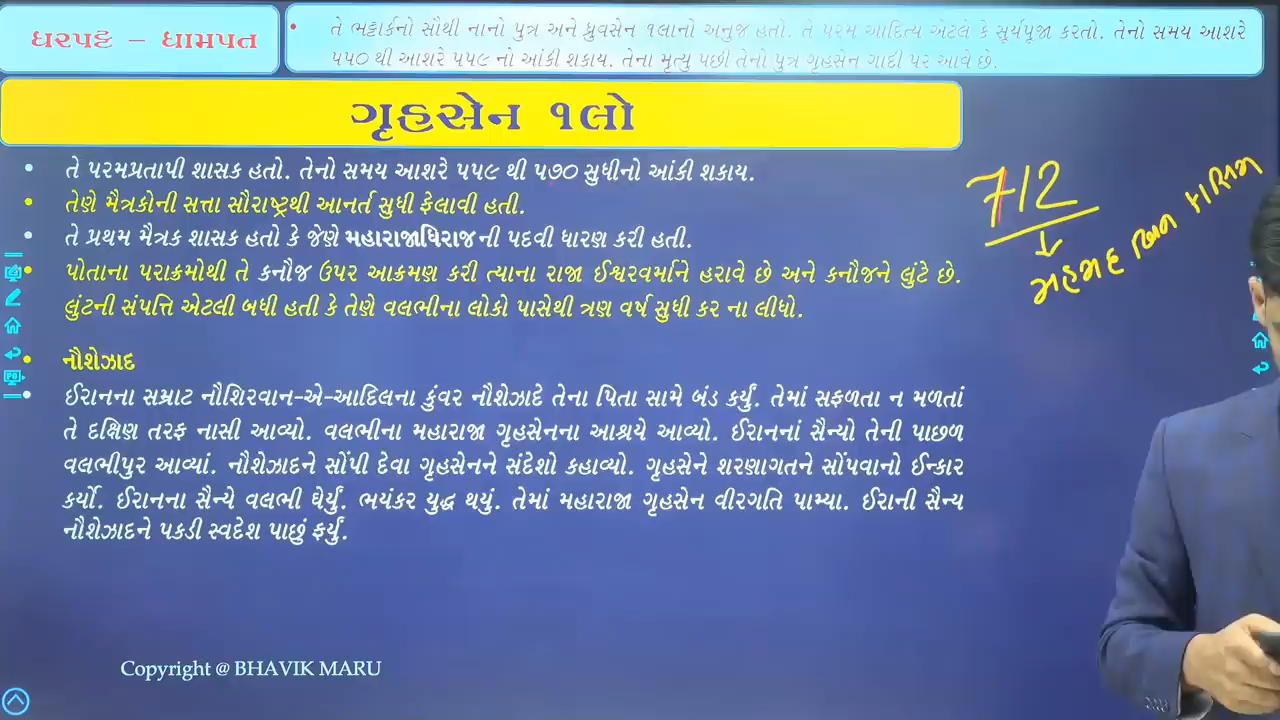 ધરપટ્ટ – ધામપત
• તે ભટ્ટાર્કનો સૌથી નાનો પુત્ર અને ધ્રુવસેન ૧લાનો અનુજ હતો. તે પરમ આદિત્ય એટલે કે સૂર્યપૂજા કરતો. તેનો સમય આશરે
૫૫૦ થી આશરે ૫૫૯ નો આંકી શકાય. તેના મૃત્યુ પછી તેનો પુત્ર ગૃહસેન ગાદી પર આવે છે.
ગૃહસેન ૧લો
• તે પરમપ્રતાપી શાસક હતો. તેનો સમય આશરે ૫૫૯ થી ૫૭૦ સુધીનો આંકી શકાય.
• તેણે મૈત્રકોની સત્તા સૌરાષ્ટ્રથી આનર્ત સુધી ફેલાવી હતી.
• તે પ્રથમ મૈત્રક શાસક હતો કે જેણે મહારાજાધિરાજની પદવી ધારણ કરી હતી.
• પોતાના પરાક્રમોથી તે કનૌજ ઉપર આક્રમણ કરી ત્યાના રાજા ઈશ્વરવર્માને હરાવે છે અને કનૌજને લુંટે છે.
લુંટની સંપત્તિ એટલી બધી હતી કે તેણે વલભીના લોકો પાસેથી ત્રણ વર્ષ સુધી કર ના લીધો.
• નૌશેઝાદ
• ઈરાનના સમ્રાટ નૌશિરવાન-એ-આદિલના કુંવર નૌશેઝાદે તેના પિતા સામે બંડ કર્યું. તેમાં સફળતા ન મળતાં
તે દક્ષિણ તરફ નાસી આવ્યો. વલભીના મહારાજા ગૃહસેનના આશ્રયે આવ્યો. ઈરાનનાં સૈન્યો તેની પાછળ
વલભીપુર આવ્યાં. નૌશેઝાદને સોંપી દેવા ગૃહસેનને સંદેશો કહાવ્યો. ગૃહસેને શરણાગતને સોંપવાનો ઈન્કાર
કર્યો. ઈરાનના સૈન્યે વલભી ઘેર્યું. ભયંકર યુદ્ધ થયું. તેમાં મહારાજા ગૃહસેન વીરગતિ પામ્યા. ઈરાની સૈન્ય
નૌશેઝાદને પકડી સ્વદેશ પાછું ફર્યું.
712
મહમદ બિન કાસિમ
Copyright @ BHAVIK MARU